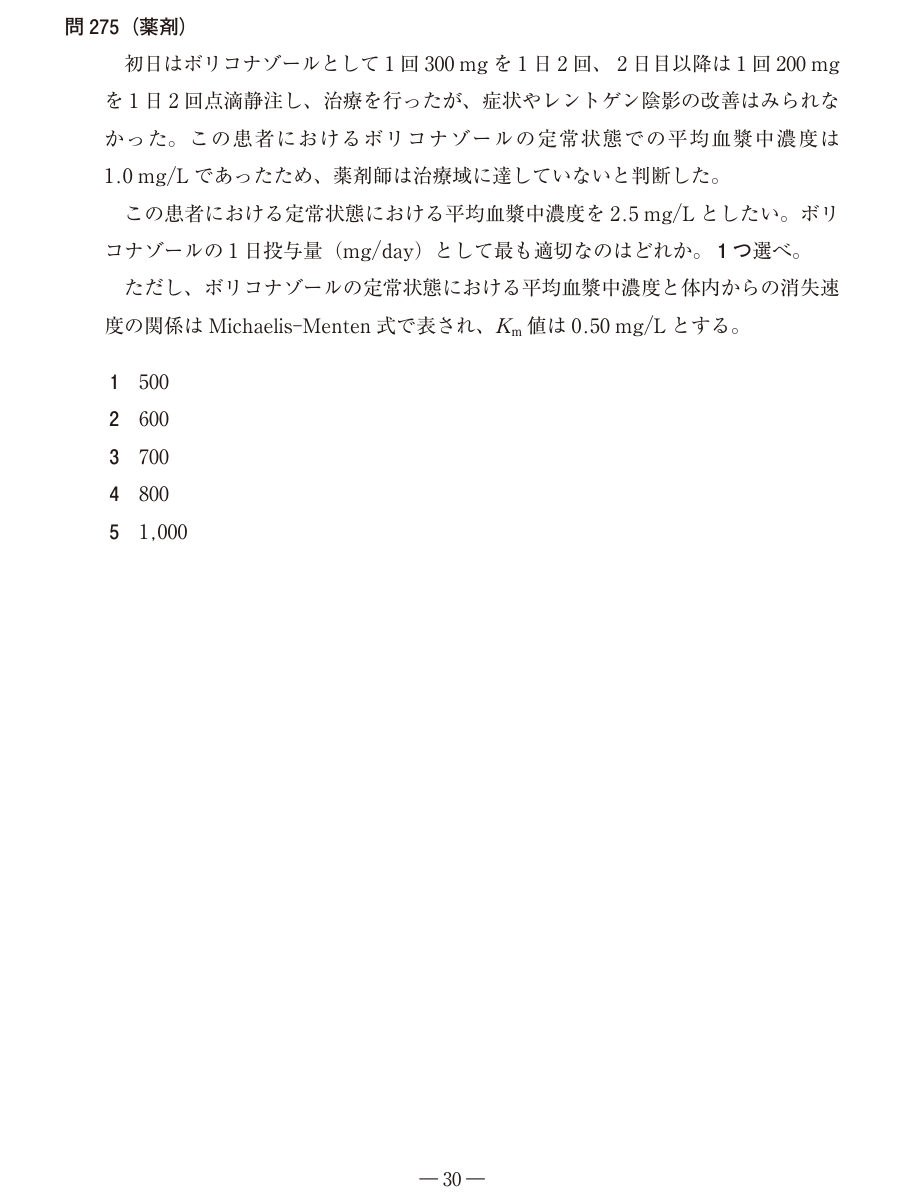 問 275（薬剤）
初日はボリコナゾールとして１回 300 mg を１日２回、２日目以降は１回 200 mg
を１日２回点滴静注し、治療を行ったが、症状やレントゲン陰影の改善はみられな
かった。この患者におけるボリコナゾールの定常状態での平均血漿中濃度は
1.0 mg/L であったため、薬剤師は治療域に達していないと判断した。
この患者における定常状態における平均血漿中濃度を 2.5 mg/L としたい。ボリ
コナゾールの１日投与量（mg/day）として最も適切なのはどれか。１つ選べ。
ただし、ボリコナゾールの定常状態における平均血漿中濃度と体内からの消失速
度の関係は Michaelis-Menten 式で表され、Km 値は 0.50 mg/L とする。
1 500
2 600
3 700
4 800
5 1,000
― 30 ―